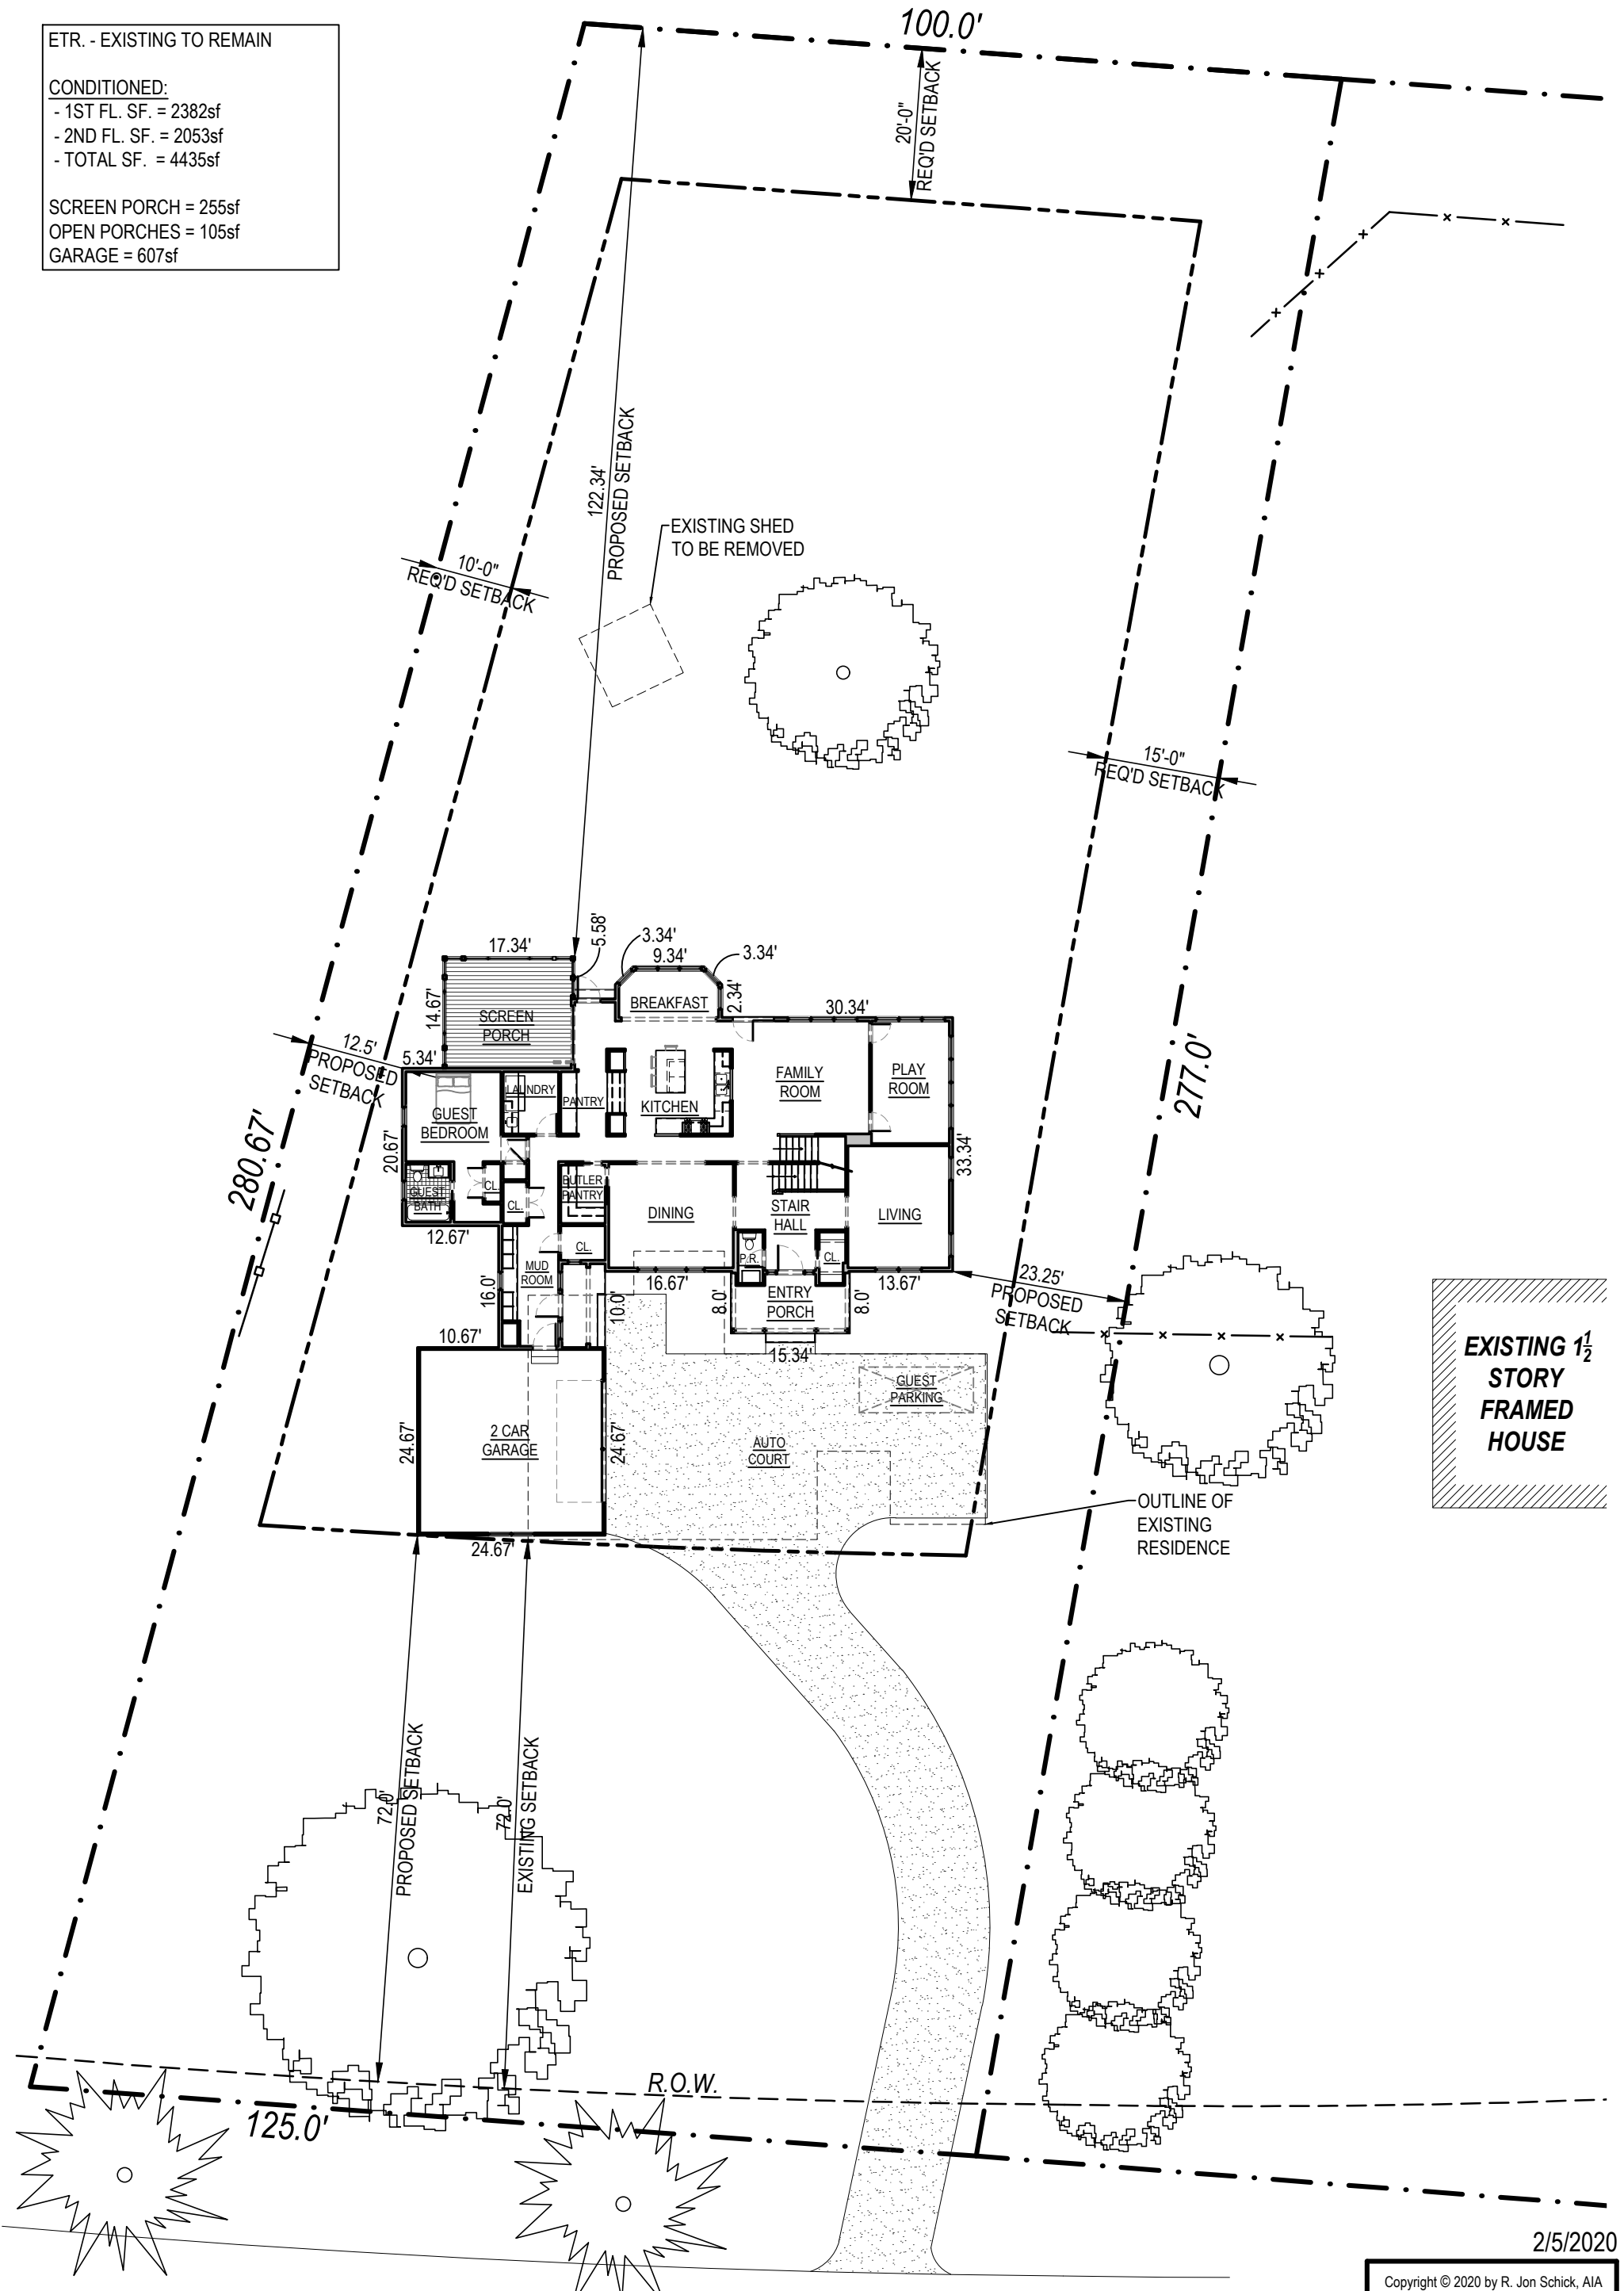 ETR. - EXISTING TO REMAIN
CONDITIONED:
- 1ST FL. SF. = 2382sf
- 2ND FL. SF. = 2053sf
- TOTAL SF. = 4435sf
SCREEN PORCH = 255sf
OPEN PORCHES = 105sf
GARAGE = 607sf
100.0'
20'-0"
REQ'D SETBACK
122.34'
PROPOSED SETBACK
EXISTING SHED
TO BE REMOVED
10'-0"
REQ'D SETBACK
15'-0"
REQ'D SETBACK
17.34'
5.58'
3.34'
9.34'
3.34'
2.34'
30.34'
14.67'
SCREEN
PORCH
BREAKFAST
12.5'
PROPOSED
SETBACK
5.34'
GUEST
BEDROOM
LAUNDRY
PANTRY
KITCHEN
FAMILY
ROOM
PLAY
ROOM
277.0'
280.67'
20.67'
33.34'
GUEST
BATH
CL.
CL.
BUTLER
PANTRY
DINING
STAIR
HALL
LIVING
12.67'
MUD
ROOM
CL.
P.R.
CL.
16.0'
10.0'
16.67'
8.0'
ENTRY
PORCH
8.0'
13.67'
23.25'
PROPOSED
SETBACK
10.67'
15.34'
GUEST
PARKING
24.67'
2 CAR
GARAGE
24.67'
AUTO
COURT
24.67'
EXISTING 1½
STORY
FRAMED
HOUSE
OUTLINE OF
EXISTING
RESIDENCE
72.0'
PROPOSED SETBACK
72.0'
EXISTING SETBACK
R.O.W.
125.0'
2/5/2020
Copyright © 2020 by R. Jon Schick, AIA